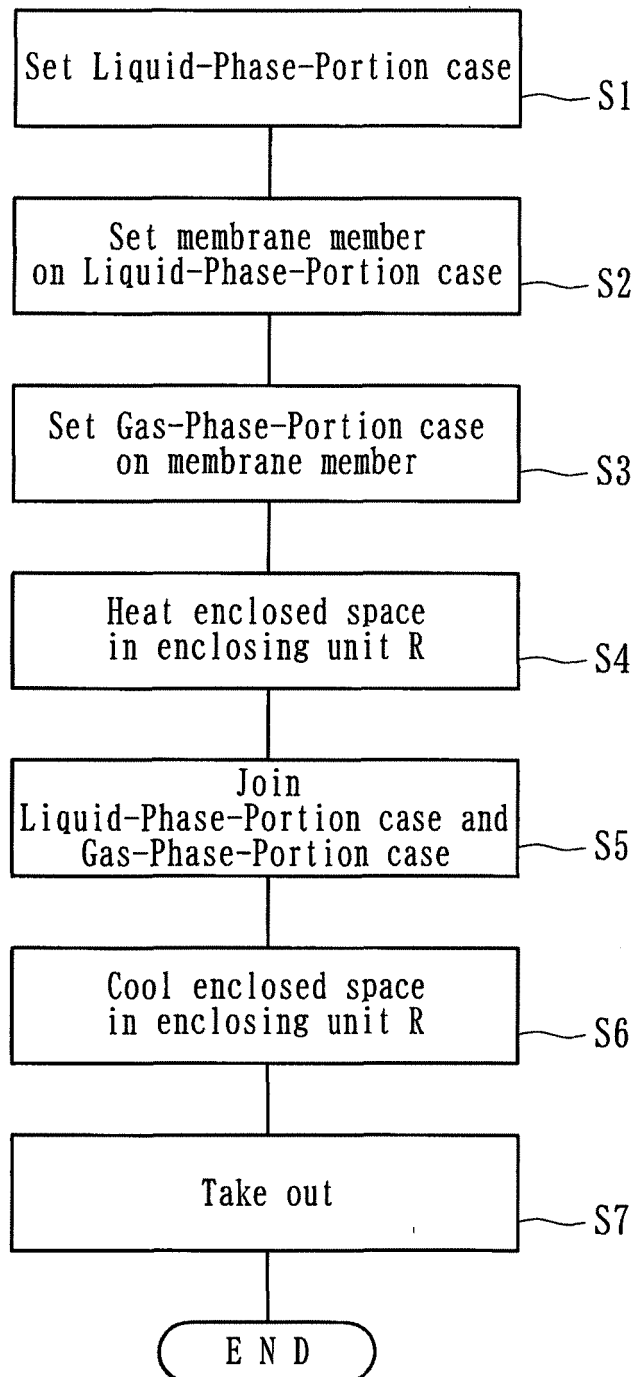 Set Liquid-Phase-Portion case
S1
Set membrane member
on Liquid-Phase-Portion case
S2
Set Gas-Phase-Portion case
on membrane member
S3
Heat enclosed space
in enclosing unit R
S4
Join
Liquid-Phase-Portion case and
Gas-Phase-Portion case
S5
Cool enclosed space
in enclosing unit R
S6
Take out
S7
END